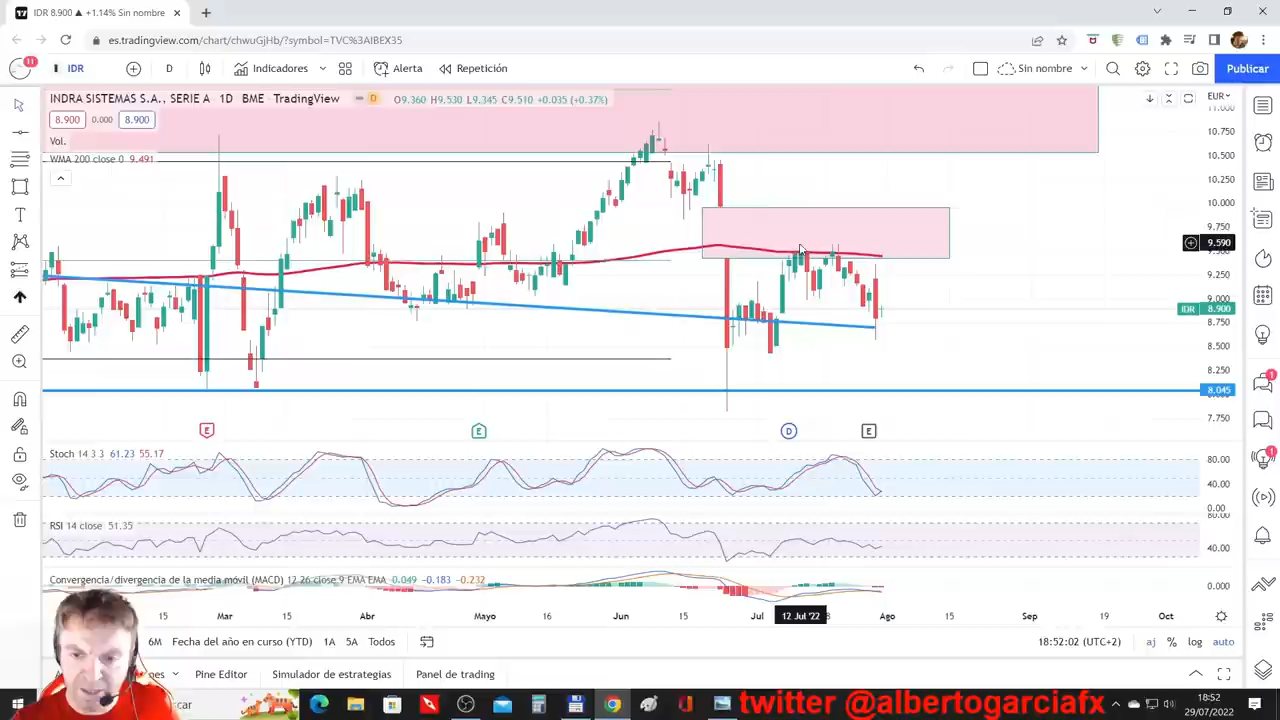 IDR 8.900 ▲ +1.14% Sin nombre
es.tradingview.com/chart/chwuGjHb/?symbol=TVC%3AIBEX35
11 IDR D Indicadores Alerta Repetición Sin nombre Publicar
INDRA SISTEMAS S.A., SERIE A 1D BME TradingView D O9.360 H9.530 L9.345 C9.510 +0.035 (+0.37%) EUR
8.900 0.000 8.900
Vol.
WMA 200 close 0 9.491
11.000
10.750
10.500
10.250
10.000
9.750
9.590
9.250
9.000
IDR 8.900
8.750
8.500
8.250
8.045
7.750
E E D E
Stoch 14 3 3 61.23 55.17
80.00
40.00
0.00
RSI 14 close 51.35
80.00
40.00
Convergencia/divergencia de la media móvil (MACD) 12 26 close 9 EMA EMA 0.049 −0.183 −0.232
0.000
15 Mar 15 Abr Mayo 15 Jun 15 Jul 12 Jul '22 8 Ago 15 Sep 19 Oct
6M Fecha del año en curso (YTD) 1A 5A Todos 18:52:02 (UTC+2) aj % log auto
Pine Editor Simulador de estrategias Panel de trading
twitter @albertogarciafx
18:52
29/07/2022